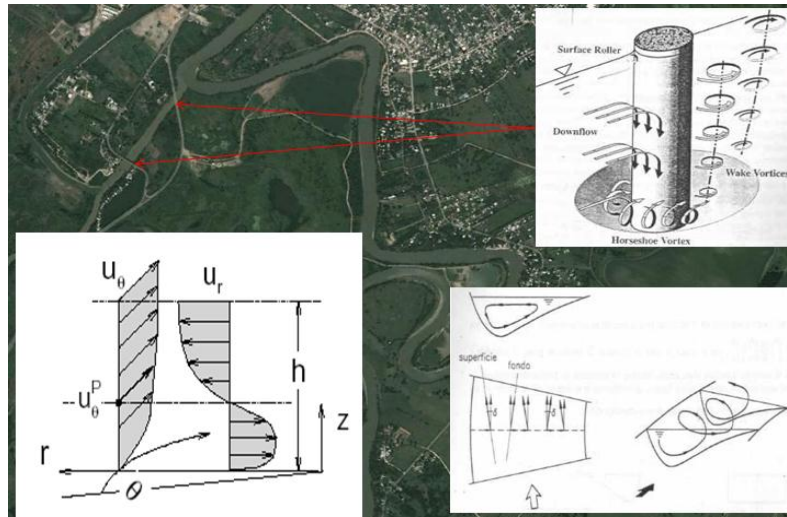 Surface Roller
Downflow
Wake Vortices
Horseshoe Vortex
uθ
ur
h
uθP
z
r
θ
superficie
fondo
δ
δ